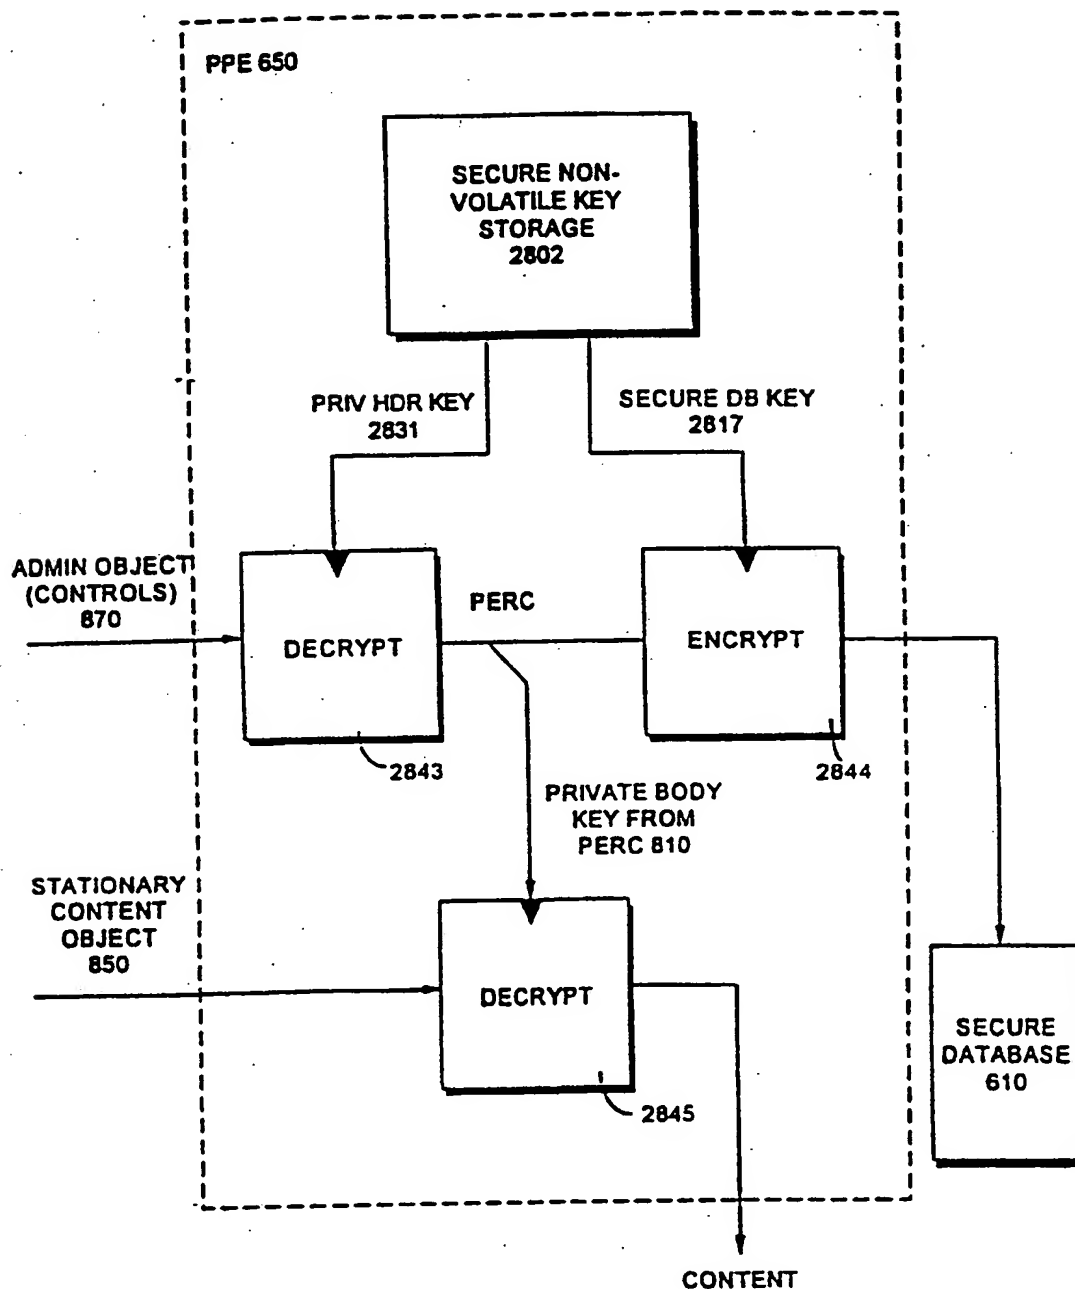 PPE 650
SECURE NON-
VOLATILE KEY
STORAGE
2802
PRIV HDR KEY
2831
SECURE DB KEY
2817
ADMIN OBJECT
(CONTROLS)
870
DECRYPT
PERC
ENCRYPT
2843
2844
PRIVATE BODY
KEY FROM
PERC 810
STATIONARY
CONTENT
OBJECT
850
DECRYPT
2845
SECURE
DATABASE
610
CONTENT